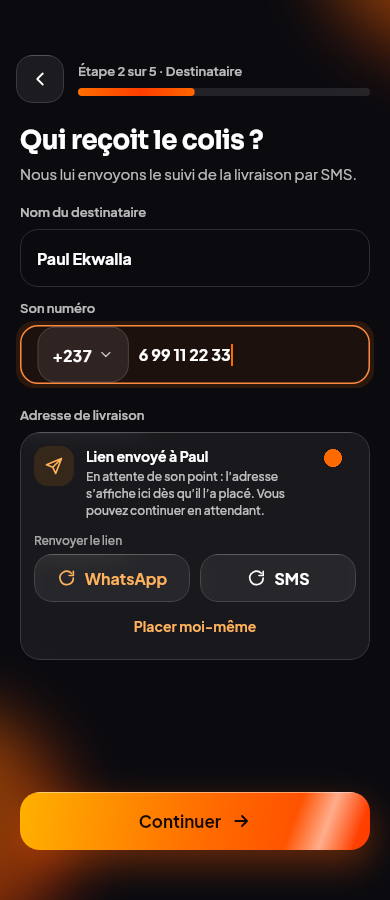 Étape 2 sur 5 · Destinataire
Qui reçoit le colis ?
Nous lui envoyons le suivi de la livraison par SMS.
Nom du destinataire
Paul Ekwalla
Son numéro
+237 6 99 11 22 33
Adresse de livraison
Lien envoyé à Paul
En attente de son point : l’adresse
s’affiche ici dès qu’il l’a placé. Vous
pouvez continuer en attendant.
Renvoyer le lien
WhatsApp SMS
Placer moi-même
Continuer →